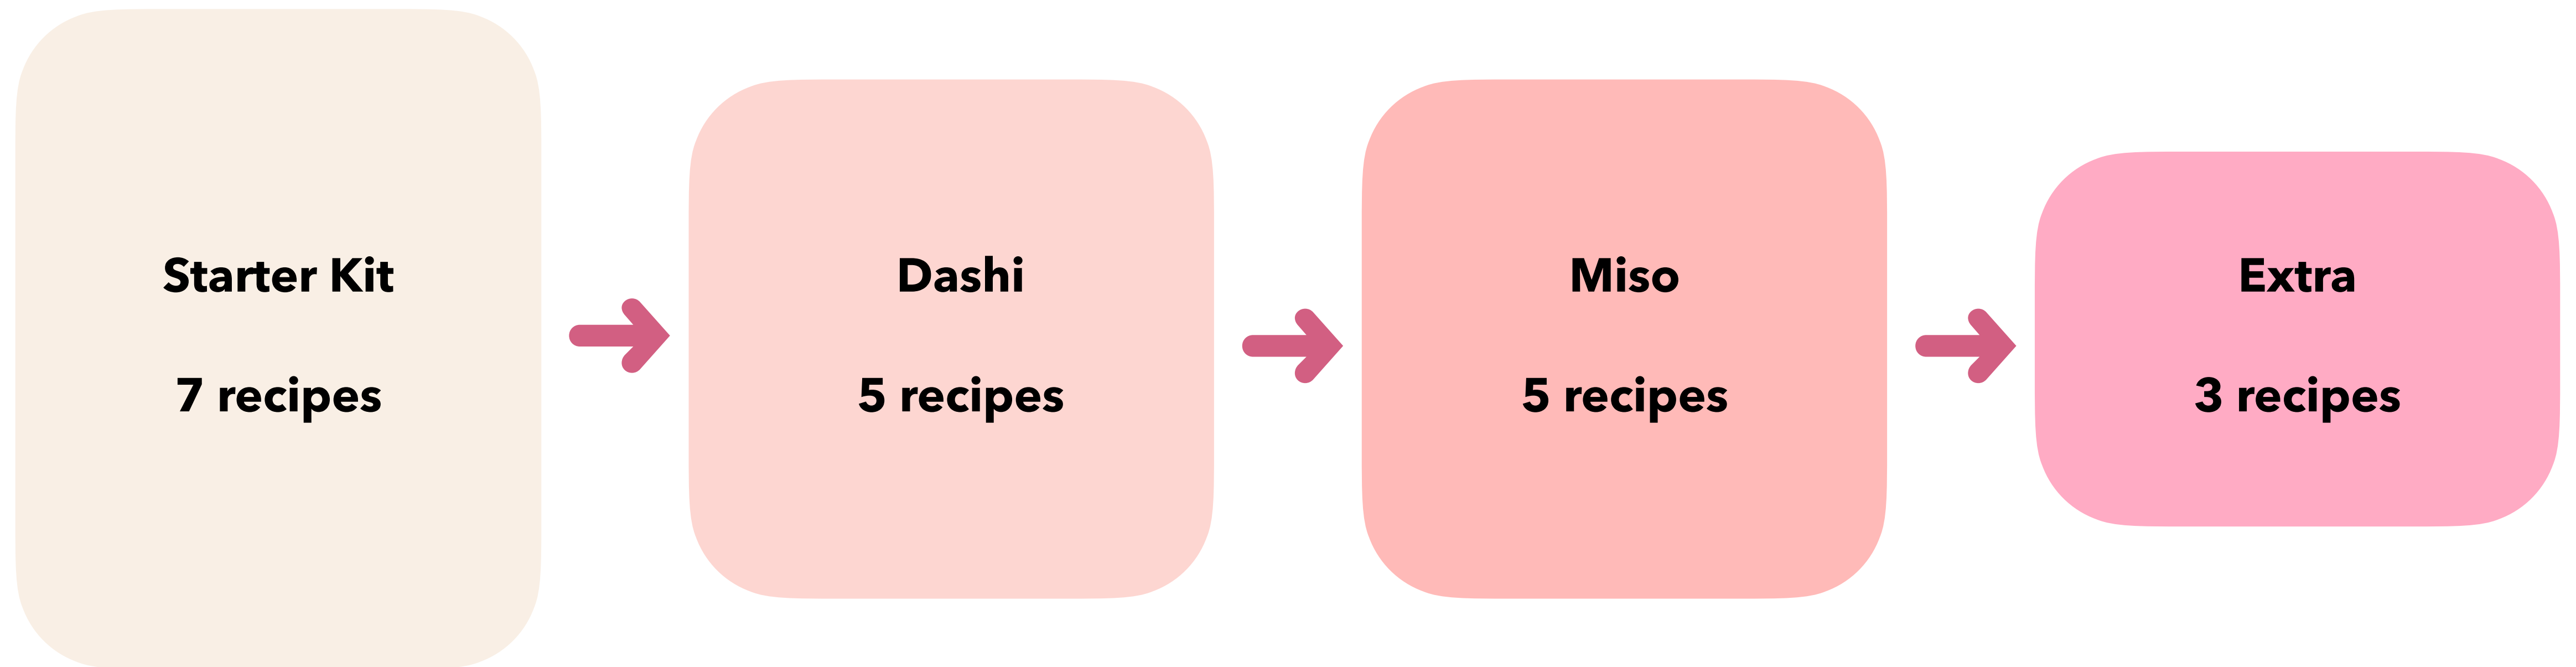 Starter Kit
7 recipes
Dashi
5 recipes
Miso
5 recipes
Extra
3 recipes